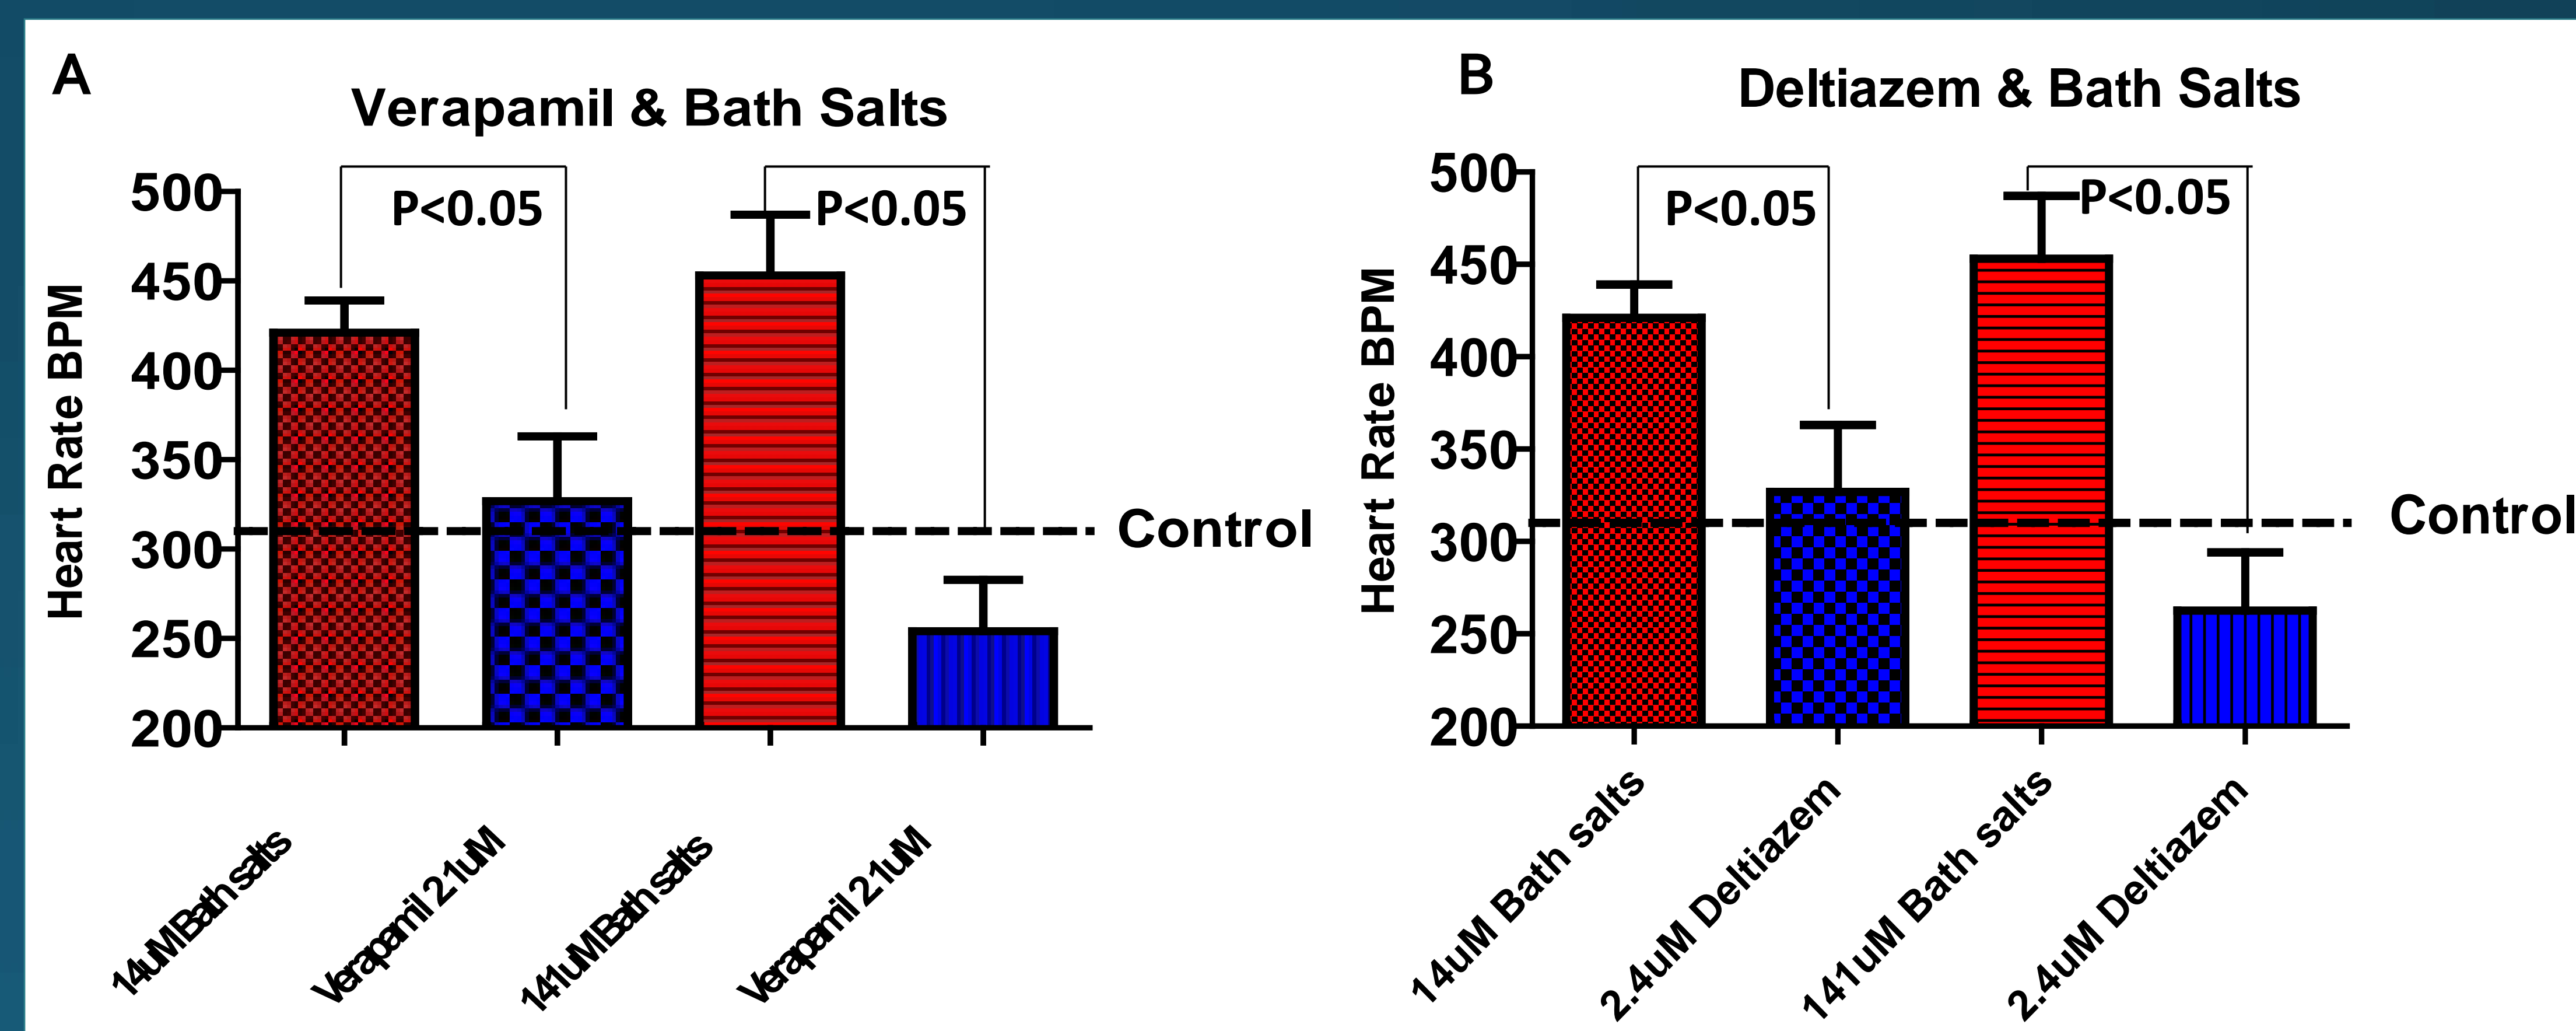 A
Verapamil & Bath Salts
500
450
400
350
300
250
200
Heart Rate BPM
P<0.05
P<0.05
Control
14uM Bath salts
Verapamil 21uM
141uM Bath salts
Verapamil 21uM
B
Deltiazem & Bath Salts
500
450
400
350
300
250
200
Heart Rate BPM
P<0.05
P<0.05
Control
14uM Bath salts
2.4uM Deltiazem
141uM Bath salts
2.4uM Deltiazem